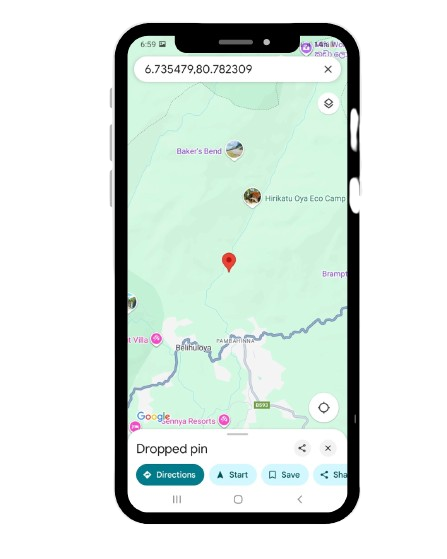 6:59
6.735479,80.782309
Baker's Bend
Hirikatu Oya Eco Camp
Brampt
t Villa
Belihuloya
PAMBAHINNA
B593
Google
Sennya Resorts
Dropped pin
Directions
Start
Save
Sha